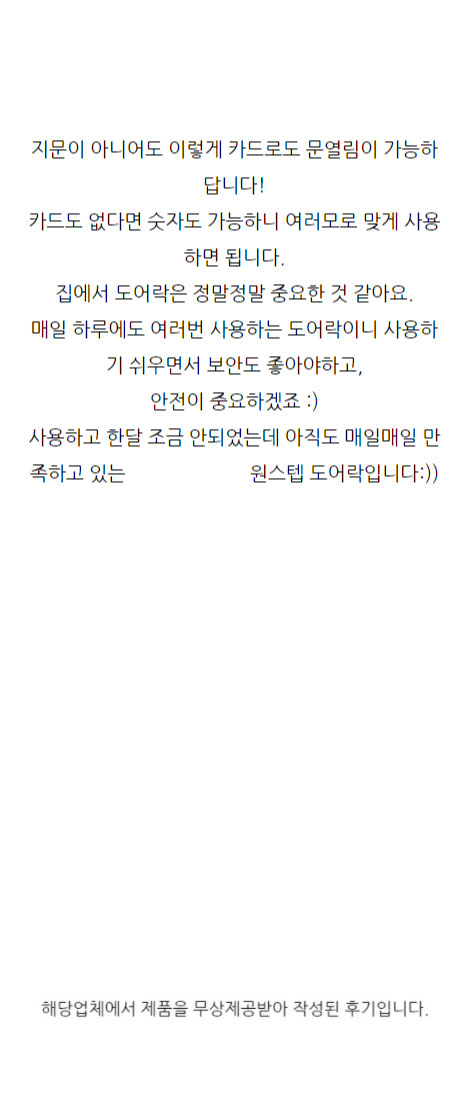 지문이 아니어도 이렇게 카드로도 문열림이 가능하
답니다!
카드도 없다면 숫자도 가능하니 여러모로 맞게 사용
하면 됩니다.
집에서 도어락은 정말정말 중요한 것 같아요.
매일 하루에도 여러번 사용하는 도어락이니 사용하
기 쉬우면서 보안도 좋아야하고,
안전이 중요하겠죠 :)
사용하고 한달 조금 안되었는데 아직도 매일매일 만
족하고 있는 원스텝 도어락입니다:))
해당업체에서 제품을 무상제공받아 작성된 후기입니다.